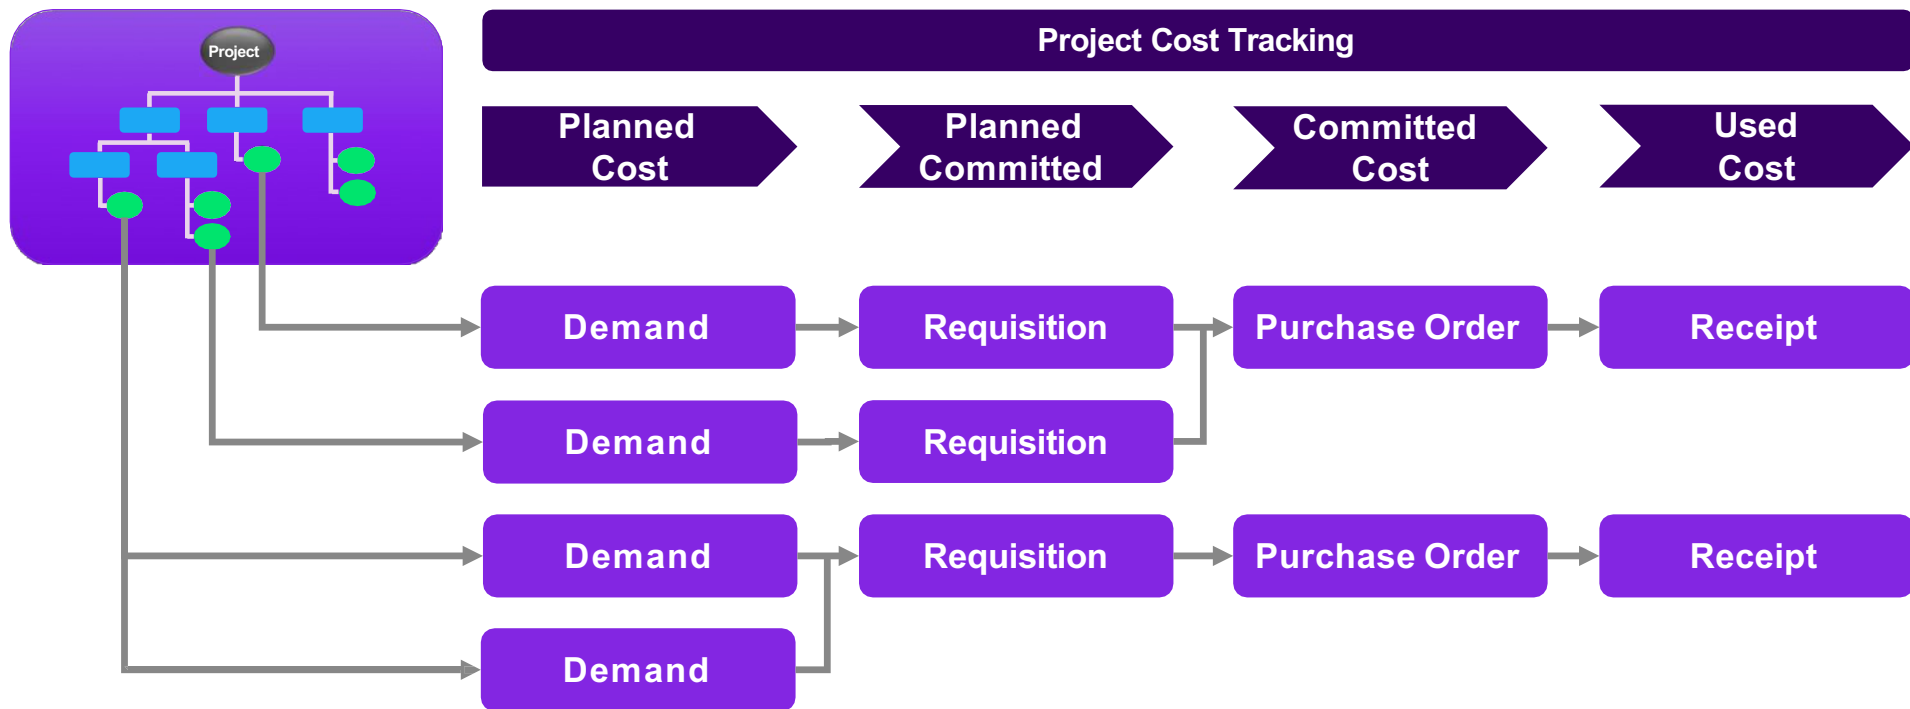 Project
Project Cost Tracking
Planned
Cost
Planned
Committed
Committed
Cost
Used
Cost
Demand
Requisition
Purchase Order
Receipt
Demand
Requisition
Demand
Requisition
Purchase Order
Receipt
Demand